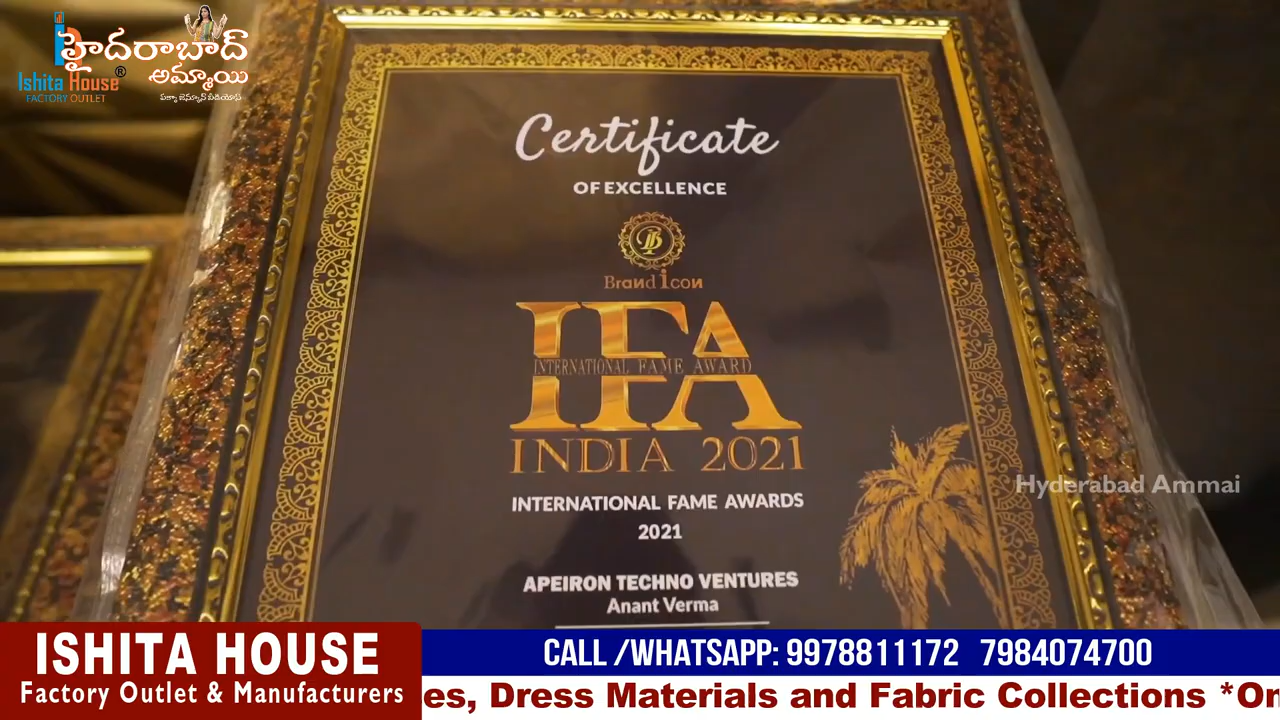 హైదరాబాద్
అమ్మాయి
పక్కా జెన్యూన్ వీడియోస్
Ishita House®
FACTORY OUTLET
Certificate
OF EXCELLENCE
Brand icon
IFA
INTERNATIONAL FAME AWARD
INDIA 2021
INTERNATIONAL FAME AWARDS
2021
APEIRON TECHNO VENTURES
Anant Verma
Hyderabad Ammai
ISHITA HOUSE
Factory Outlet & Manufacturers
CALL /WHATSAPP: 9978811172 7984074700
es, Dress Materials and Fabric Collections *On